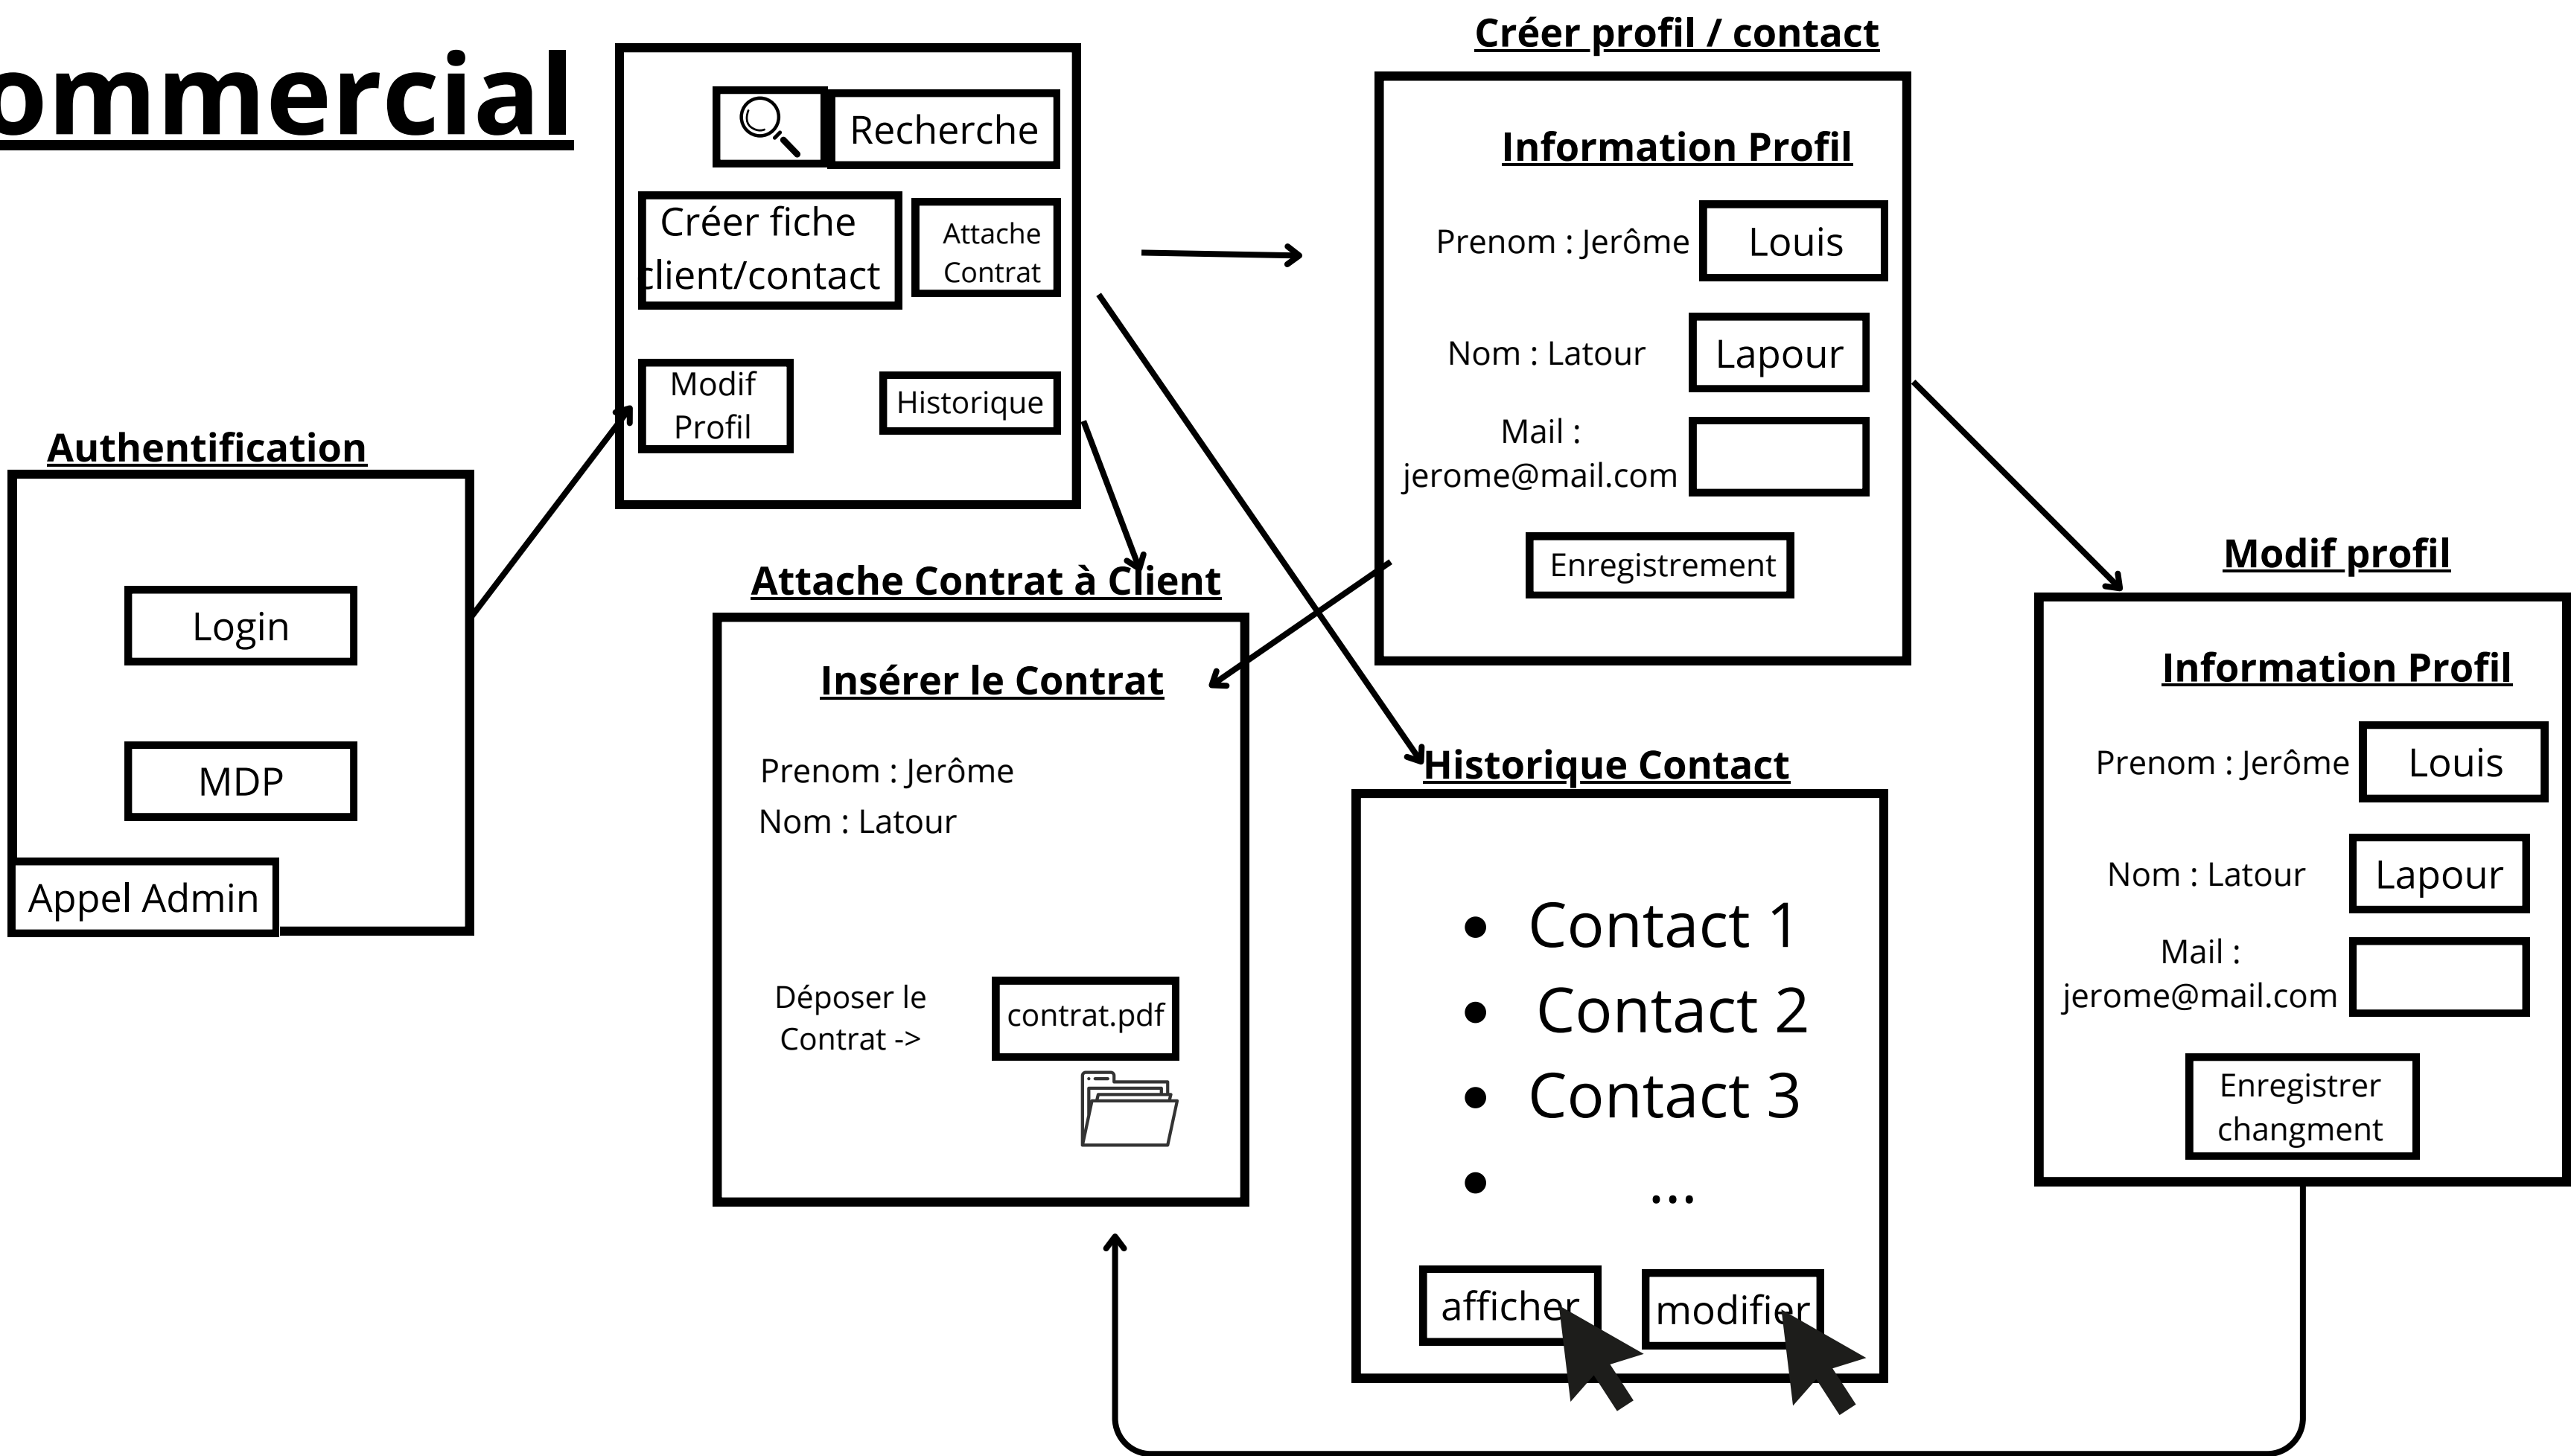 ommercial
Recherche
Créer fiche
client/contact
Attache
Contrat
Modif
Profil
Historique
Authentification
Login
MDP
Appel Admin
Créer profil / contact
Information Profil
Prenom : Jerôme
Louis
Nom : Latour
Lapour
Mail :
jerome@mail.com
Enregistrement
Attache Contrat à Client
Insérer le Contrat
Prenom : Jerôme
Nom : Latour
Déposer le
Contrat ->
contrat.pdf
Historique Contact
• Contact 1
• Contact 2
• Contact 3
• ...
afficher
modifier
Modif profil
Information Profil
Prenom : Jerôme
Louis
Nom : Latour
Lapour
Mail :
jerome@mail.com
Enregistrer
changment